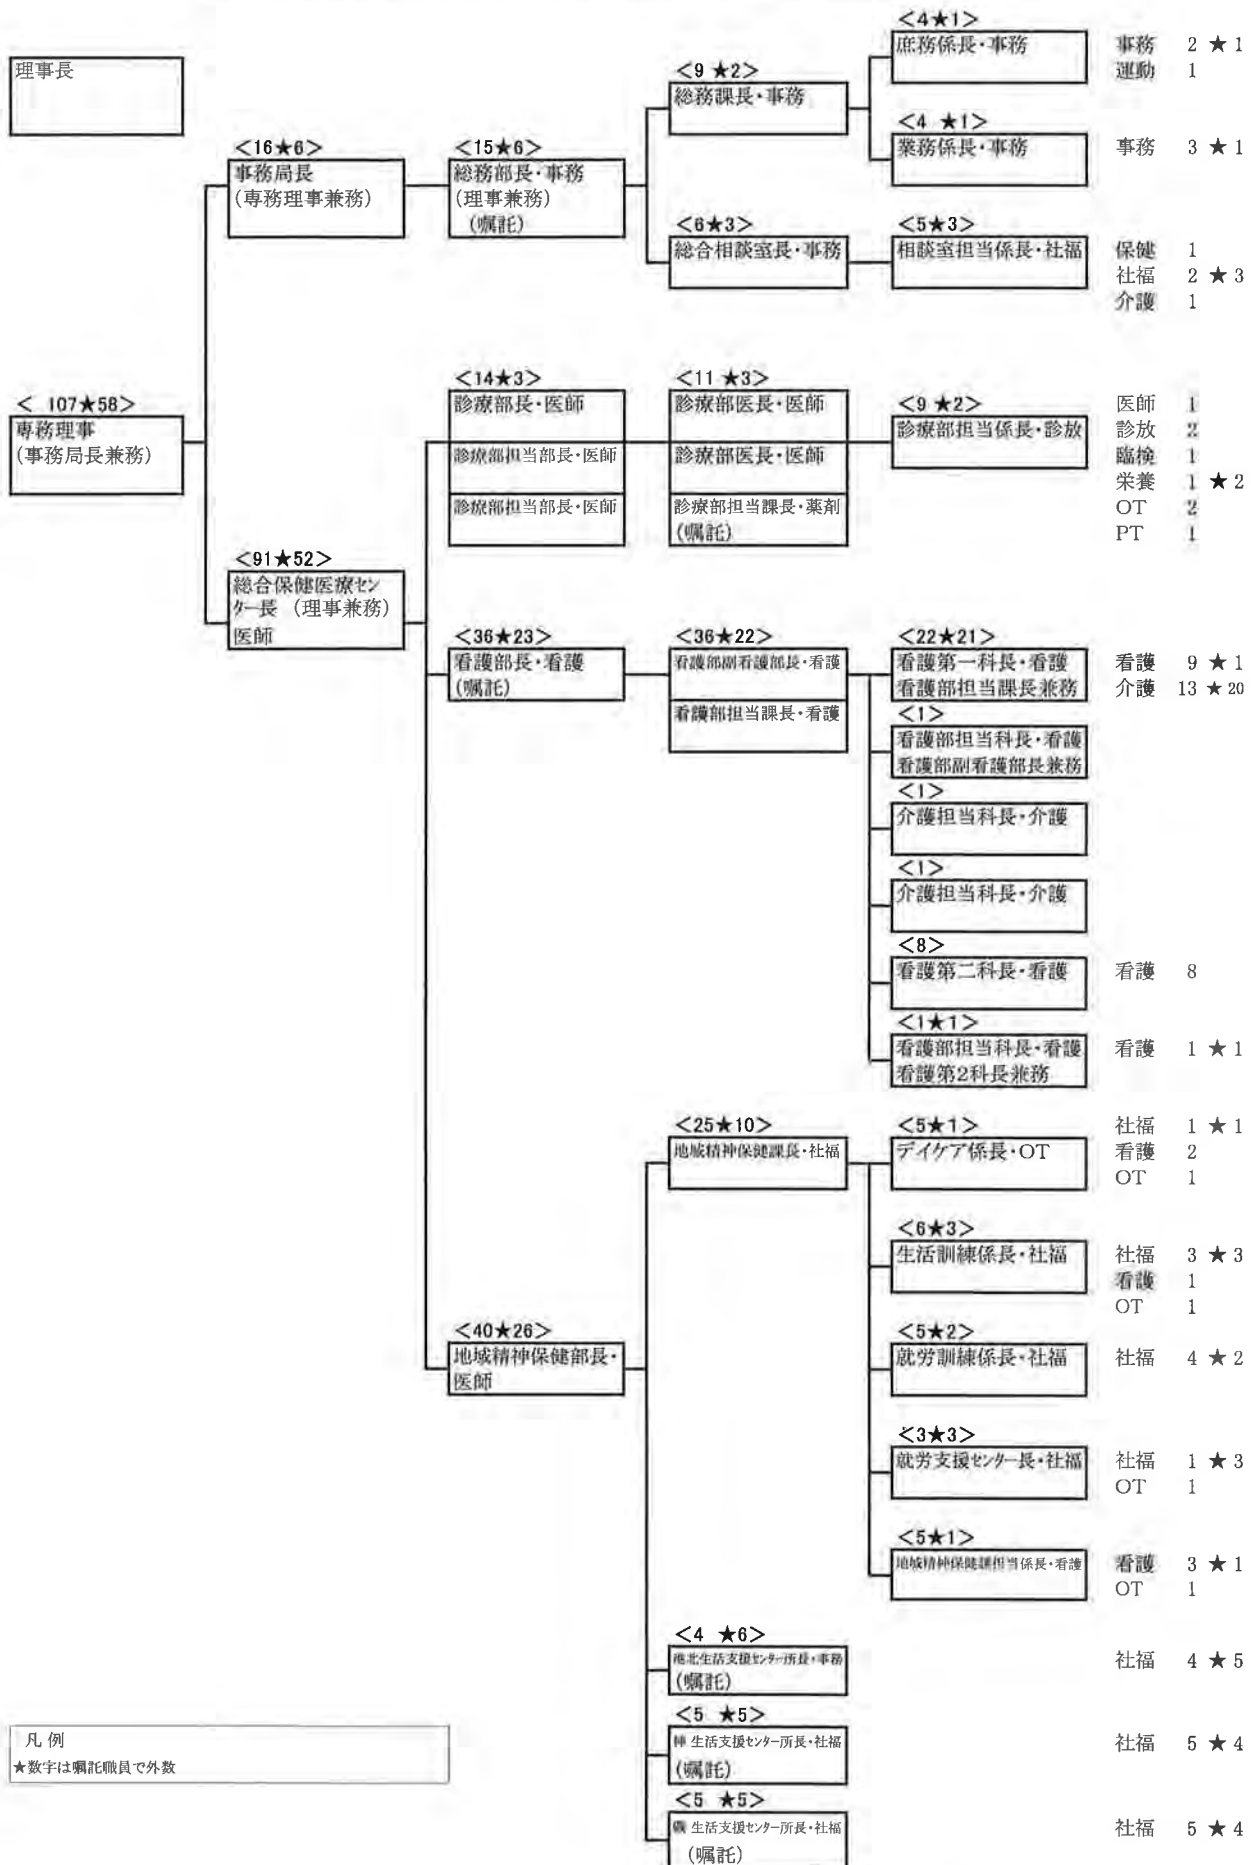 理事長
<4★1>
庶務係長・事務
事務 2 ★ 1
運動 1
<9 ★2>
総務課長・事務
<4 ★1>
業務係長・事務
事務 3 ★ 1
<16★6>
事務局長
(専務理事兼務)
<15★6>
総務部長・事務
(理事兼務)
(嘱託)
<6★3>
総合相談室長・事務
<5★3>
相談室担当係長・社福
保健 1
社福 2 ★ 3
介護 1
< 107★58>
専務理事
(事務局長兼務)
<14★3>
診療部長・医師
診療部担当部長・医師
診療部担当部長・医師
<11 ★3>
診療部医長・医師
診療部医長・医師
診療部担当課長・薬剤
(嘱託)
<9 ★2>
診療部担当係長・診放
医師 1
診放 2
臨検 1
栄養 1 ★ 2
OT 2
PT 1
<91★52>
総合保健医療セン
ター長 (理事兼務)
医師
<36★23>
看護部長・看護
(嘱託)
<36★22>
看護部副看護部長・看護
看護部担当課長・看護
<22★21>
看護第一科長・看護
看護部担当課長兼務
看護 9 ★ 1
介護 13 ★ 20
<1>
看護部担当科長・看護
看護部副看護部長兼務
<1>
介護担当科長・介護
<1>
介護担当科長・介護
<8>
看護第二科長・看護
看護 8
<1★1>
看護部担当科長・看護
看護第2科長兼務
看護 1 ★ 1
<25★10>
地域精神保健課長・社福
<5★1>
デイケア係長・OT
社福 1 ★ 1
看護 2
OT 1
<6★3>
生活訓練係長・社福
社福 3 ★ 3
看護 1
OT 1
<40★26>
地域精神保健部長・
医師
<5★2>
就労訓練係長・社福
社福 4 ★ 2
<3★3>
就労支援センター長・社福
社福 1 ★ 3
OT 1
<5★1>
地域精神保健課担当係長・看護
看護 3 ★ 1
OT 1
<4 ★6>
港北生活支援センター所長・事務
(嘱託)
社福 4 ★ 5
<5 ★5>
生活支援センター所長・社福
(嘱託)
社福 5 ★ 4
<5 ★5>
生活支援センター所長・社福
(嘱託)
社福 5 ★ 4
凡例
★数字は嘱託職員で外数